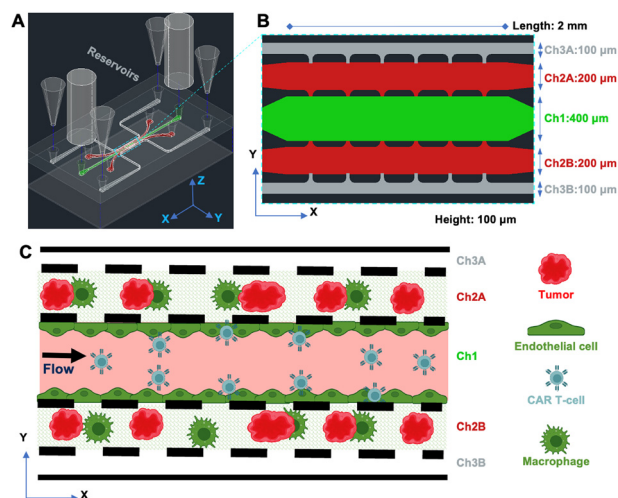 A
Reservoirs
Z
X
Y
B
Length: 2 mm
Ch3A:100 µm
Ch2A:200 µm
Ch1:400 µm
Ch2B:200 µm
Ch3B:100 µm
Y
X
Height: 100 µm
C
Ch3A
Ch2A
Ch1
Flow
Ch2B
Ch3B
Y
X
Tumor
Endothelial cell
CAR T-cell
Macrophage